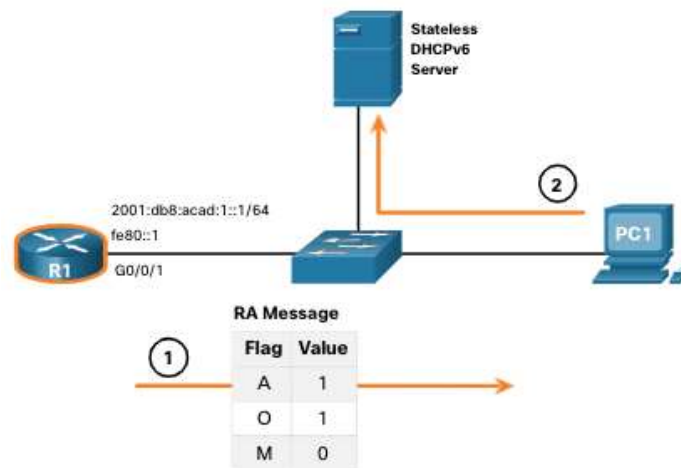 Stateless
DHCPv6
Server
2
2001:db8:acad:1::1/64
fe80::1
PC1
R1
G0/0/1
RA Message
1
Flag Value
A 1
O 1
M 0